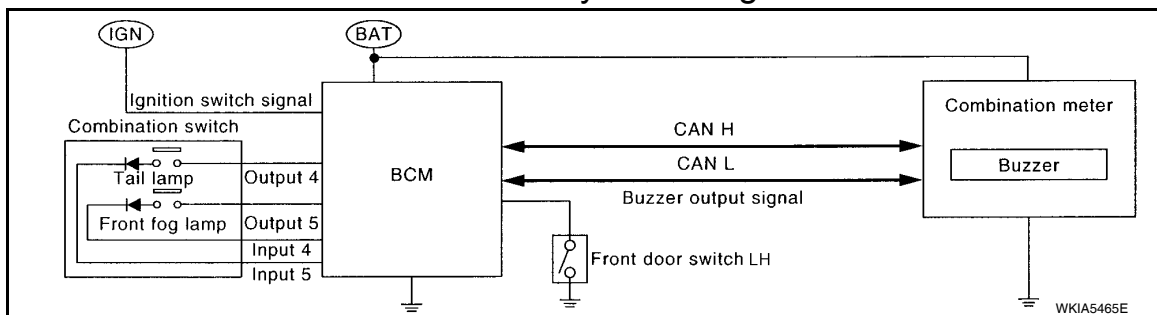 IGN
BAT
Ignition switch signal
Combination switch
Tail lamp
Output 4
Front fog lamp
Output 5
Input 4
Input 5
BCM
CAN H
CAN L
Buzzer output signal
Front door switch LH
Combination meter
Buzzer
WKIA5465E